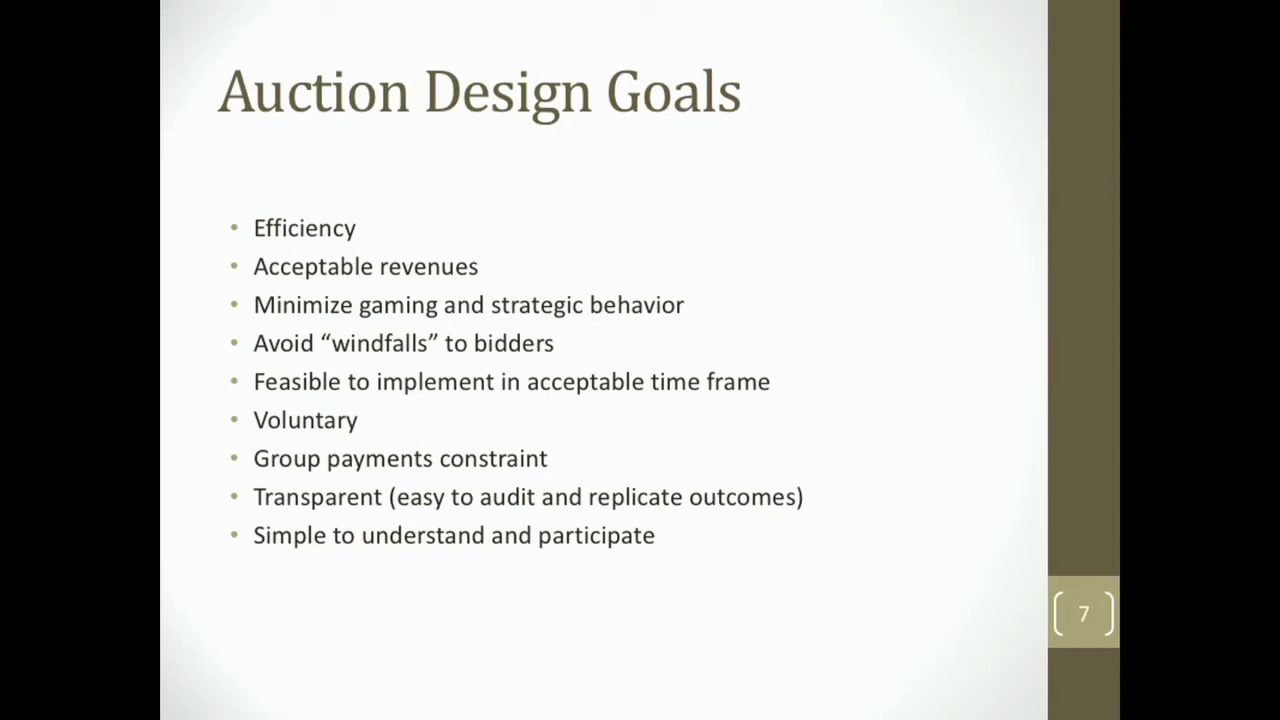 Auction Design Goals
• Efficiency
• Acceptable revenues
• Minimize gaming and strategic behavior
• Avoid “windfalls” to bidders
• Feasible to implement in acceptable time frame
• Voluntary
• Group payments constraint
• Transparent (easy to audit and replicate outcomes)
• Simple to understand and participate
7